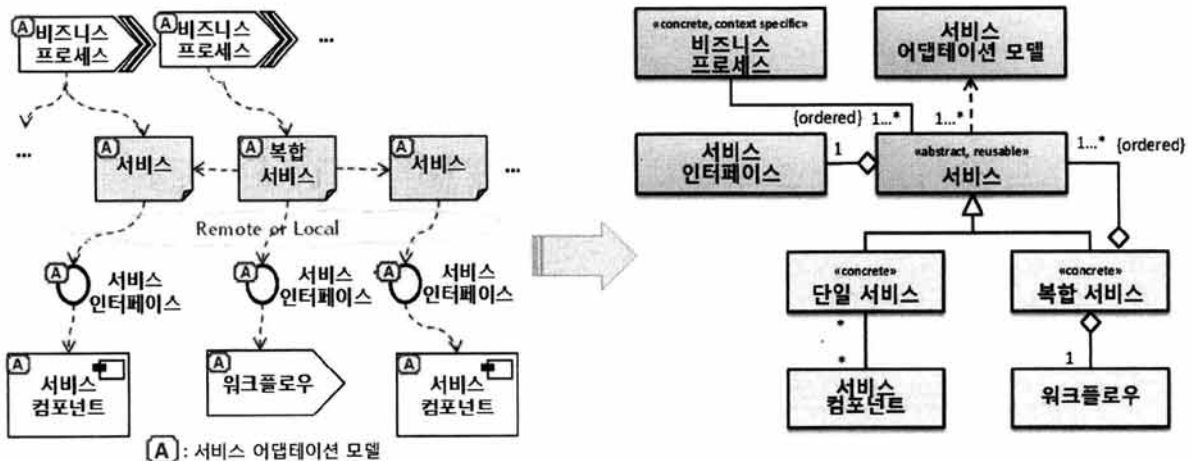 A 비즈니스
프로세스
A 비즈니스
프로세스
...
...
A 서비스
A 복합
서비스
A 서비스
...
Remote or Local
A 서비스
인터페이스
A 서비스
인터페이스
A 서비스
인터페이스
A 서비스
컴포넌트
A 워크플로우
A 서비스
컴포넌트
A : 서비스 어댑테이션 모델
«concrete, context specific»
비즈니스
프로세스
서비스
어댑테이션 모델
{ordered} 1...* 1...*
1...* {ordered}
서비스
인터페이스
1
«abstract, reusable»
서비스
«concrete»
단일 서비스
«concrete»
복합 서비스
*
*
1
서비스
컴포넌트
워크플로우